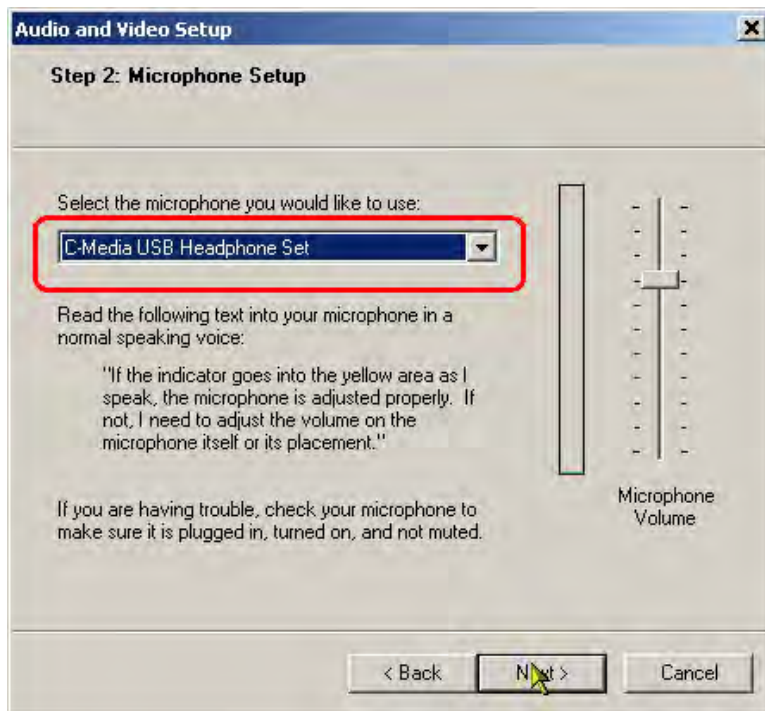 Audio and Video Setup
Step 2: Microphone Setup
Select the microphone you would like to use:
C-Media USB Headphone Set
Read the following text into your microphone in a
normal speaking voice:
"If the indicator goes into the yellow area as I
speak, the microphone is adjusted properly. If
not, I need to adjust the volume on the
microphone itself or its placement."
If you are having trouble, check your microphone to
make sure it is plugged in, turned on, and not muted.
Microphone
Volume
< Back
Next >
Cancel